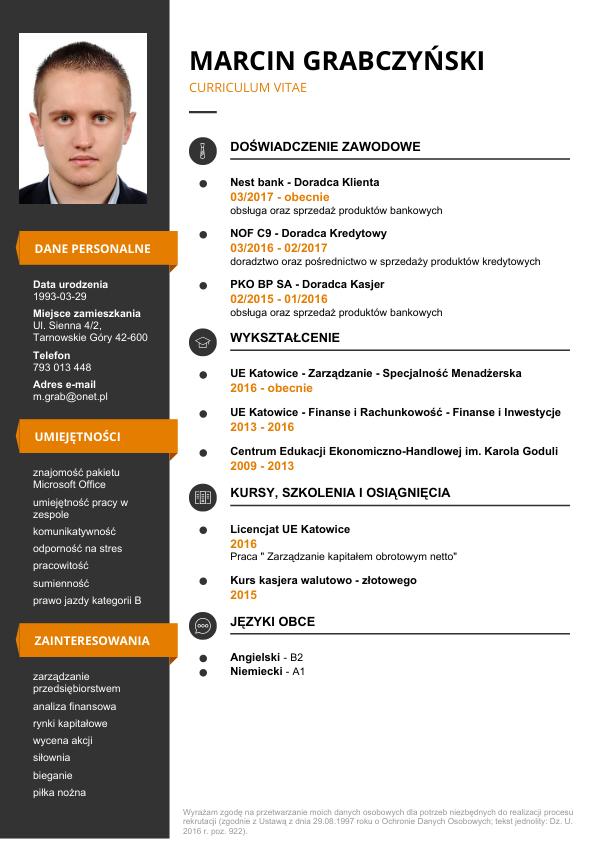 MARCIN GRABCZYŃSKI
CURRICULUM VITAE
DANE PERSONALNE
Data urodzenia
1993-03-29
Miejsce zamieszkania
Ul. Sienna 4/2,
Tarnowskie Góry 42-600
Telefon
793 013 448
Adres e-mail
m.grab@onet.pl
UMIEJĘTNOŚCI
znajomość pakietu
Microsoft Office
umiejętność pracy w
zespole
komunikatywność
odporność na stres
pracowitość
sumienność
prawo jazdy kategorii B
ZAINTERESOWANIA
zarządzanie
przedsiębiorstwem
analiza finansowa
rynki kapitałowe
wycena akcji
siłownia
bieganie
piłka nożna
DOŚWIADCZENIE ZAWODOWE
Nest bank - Doradca Klienta
03/2017 - obecnie
obsługa oraz sprzedaż produktów bankowych
NOF C9 - Doradca Kredytowy
03/2016 - 02/2017
doradztwo oraz pośrednictwo w sprzedaży produktów kredytowych
PKO BP SA - Doradca Kasjer
02/2015 - 01/2016
obsługa oraz sprzedaż produktów bankowych
WYKSZTAŁCENIE
UE Katowice - Zarządzanie - Specjalność Menadżerska
2016 - obecnie
UE Katowice - Finanse i Rachunkowość - Finanse i Inwestycje
2013 - 2016
Centrum Edukacji Ekonomiczno-Handlowej im. Karola Goduli
2009 - 2013
KURSY, SZKOLENIA I OSIĄGNIĘCIA
Licencjat UE Katowice
2016
Praca " Zarządzanie kapitałem obrotowym netto"
Kurs kasjera walutowo - złotowego
2015
JĘZYKI OBCE
Angielski - B2
Niemiecki - A1
Wyrażam zgodę na przetwarzanie moich danych osobowych dla potrzeb niezbędnych do realizacji procesu
rekrutacji (zgodnie z Ustawą z dnia 29.08.1997 roku o Ochronie Danych Osobowych; tekst jednolity: Dz. U.
2016 r. poz. 922).